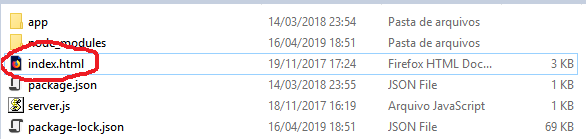 app 14/03/2018 23:54 Pasta de arquivos
node_modules 16/04/2019 18:51 Pasta de arquivos
index.html 19/11/2017 17:24 Firefox HTML Doc... 3 KB
package.json 14/03/2018 23:55 JSON File 1 KB
server.js 18/11/2017 16:19 Arquivo JavaScript 1 KB
package-lock.json 16/04/2019 18:51 JSON File 69 KB